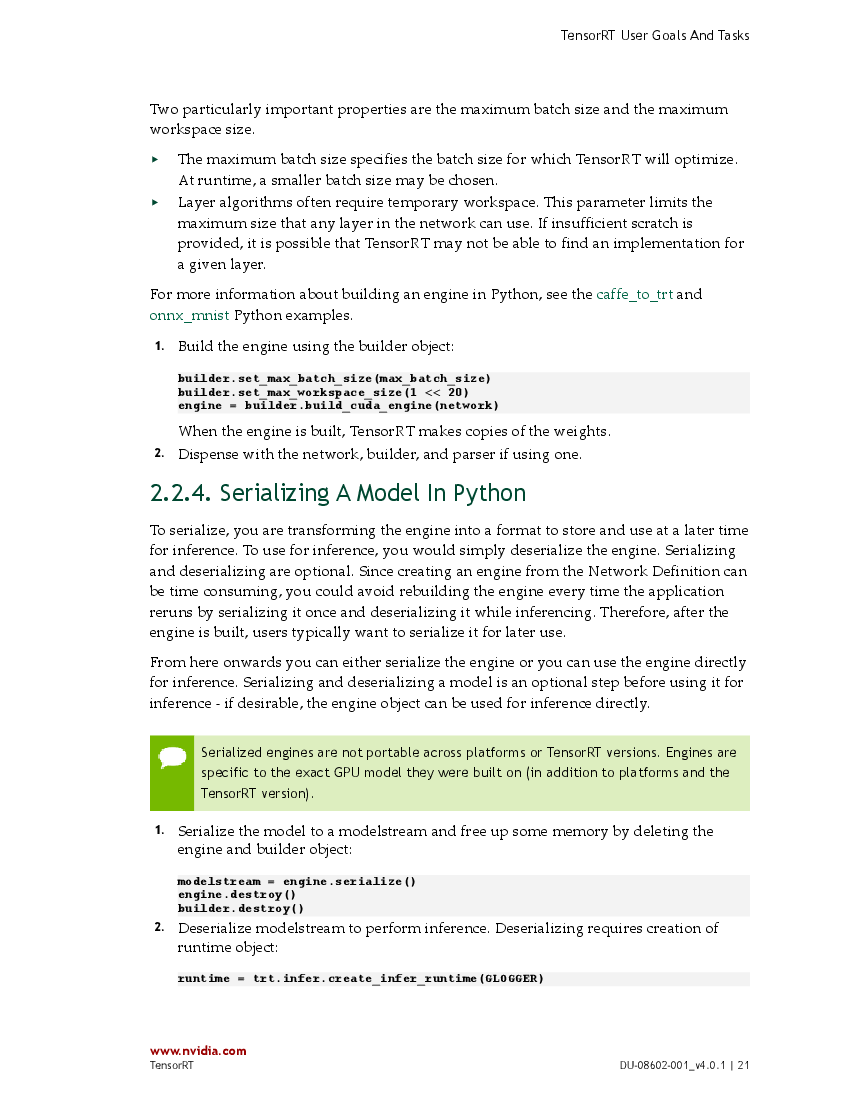 TensorRT User Goals And Tasks
Two particularly important properties are the maximum batch size and the maximum
workspace size.
‣ The maximum batch size specifies the batch size for which TensorRT will optimize.
At runtime, a smaller batch size may be chosen.
‣ Layer algorithms often require temporary workspace. This parameter limits the
maximum size that any layer in the network can use. If insufficient scratch is
provided, it is possible that TensorRT may not be able to find an implementation for
a given layer.
For more information about building an engine in Python, see the caffe_to_trt and
onnx_mnist Python examples.
1. Build the engine using the builder object:
builder.set_max_batch_size(max_batch_size)
builder.set_max_workspace_size(1 << 20)
engine = builder.build_cuda_engine(network)
When the engine is built, TensorRT makes copies of the weights.
2. Dispense with the network, builder, and parser if using one.
2.2.4. Serializing A Model In Python
To serialize, you are transforming the engine into a format to store and use at a later time
for inference. To use for inference, you would simply deserialize the engine. Serializing
and deserializing are optional. Since creating an engine from the Network Definition can
be time consuming, you could avoid rebuilding the engine every time the application
reruns by serializing it once and deserializing it while inferencing. Therefore, after the
engine is built, users typically want to serialize it for later use.
From here onwards you can either serialize the engine or you can use the engine directly
for inference. Serializing and deserializing a model is an optional step before using it for
inference - if desirable, the engine object can be used for inference directly.
Serialized engines are not portable across platforms or TensorRT versions. Engines are
specific to the exact GPU model they were built on (in addition to platforms and the
TensorRT version).
1. Serialize the model to a modelstream and free up some memory by deleting the
engine and builder object:
modelstream = engine.serialize()
engine.destroy()
builder.destroy()
2. Deserialize modelstream to perform inference. Deserializing requires creation of
runtime object:
runtime = trt.infer.create_infer_runtime(GLOGGER)
www.nvidia.com
TensorRT DU-08602-001_v4.0.1 | 21